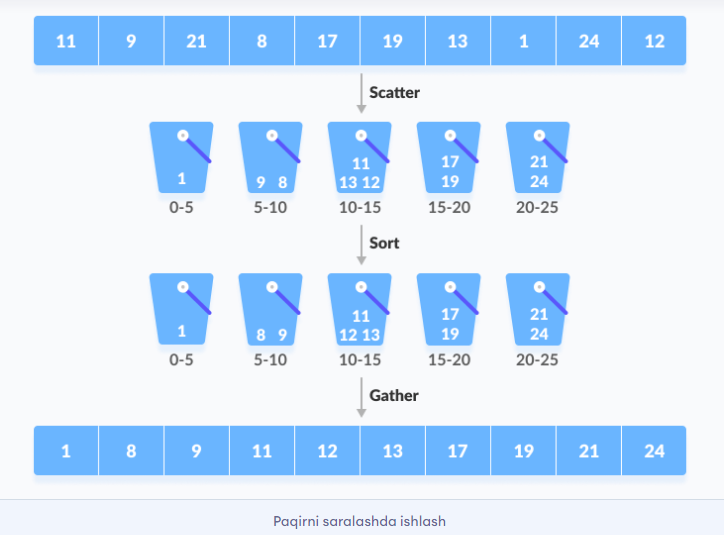 11 9 21 8 17 19 13 1 24 12
Scatter
1
9 8
11
13 12
17
19
21
24
0-5 5-10 10-15 15-20 20-25
Sort
1
8 9
11
12 13
17
19
21
24
0-5 5-10 10-15 15-20 20-25
Gather
1 8 9 11 12 13 17 19 21 24
Paqirni saralashda ishlash